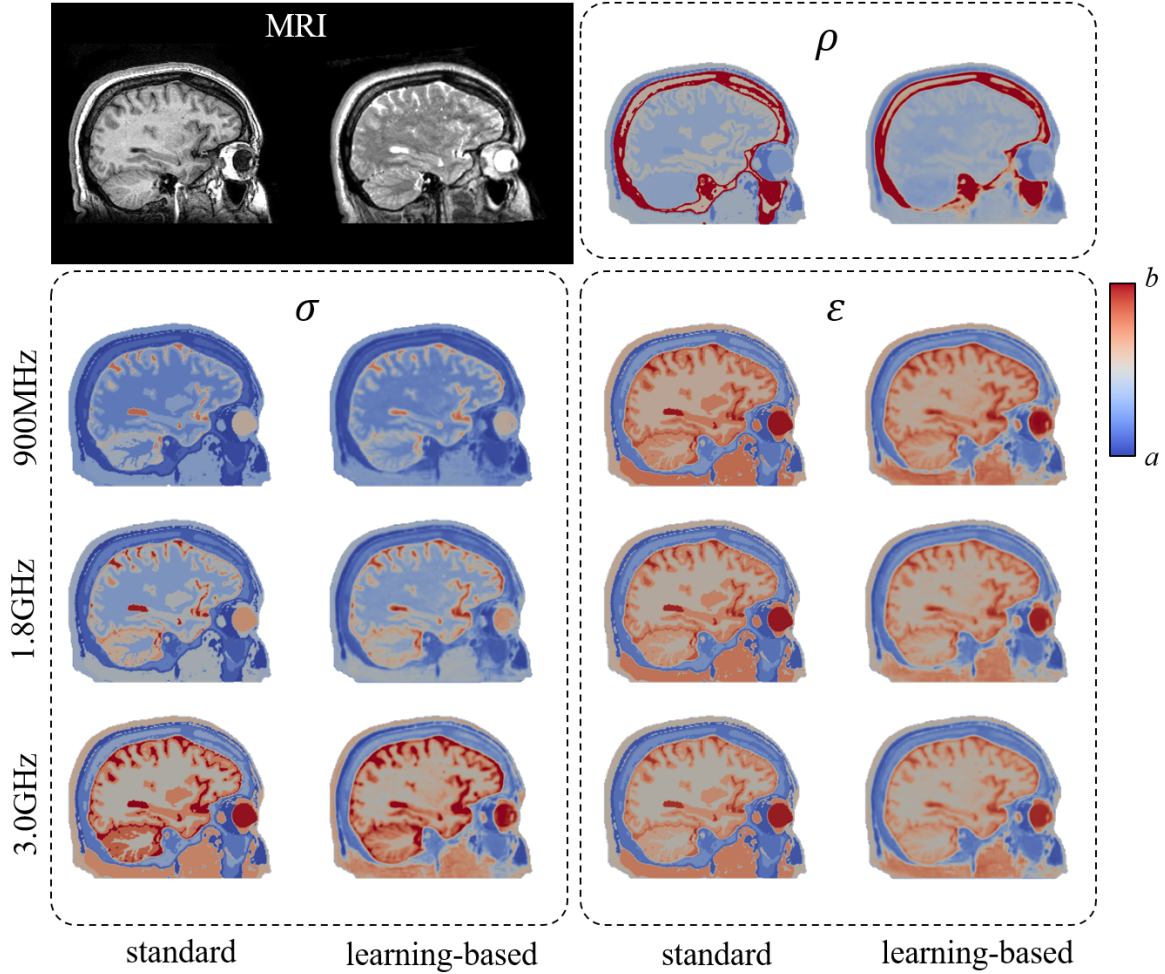 MRI
ρ
σ
ε
b
a
900MHz
1.8GHz
3.0GHz
standard
learning-based
standard
learning-based